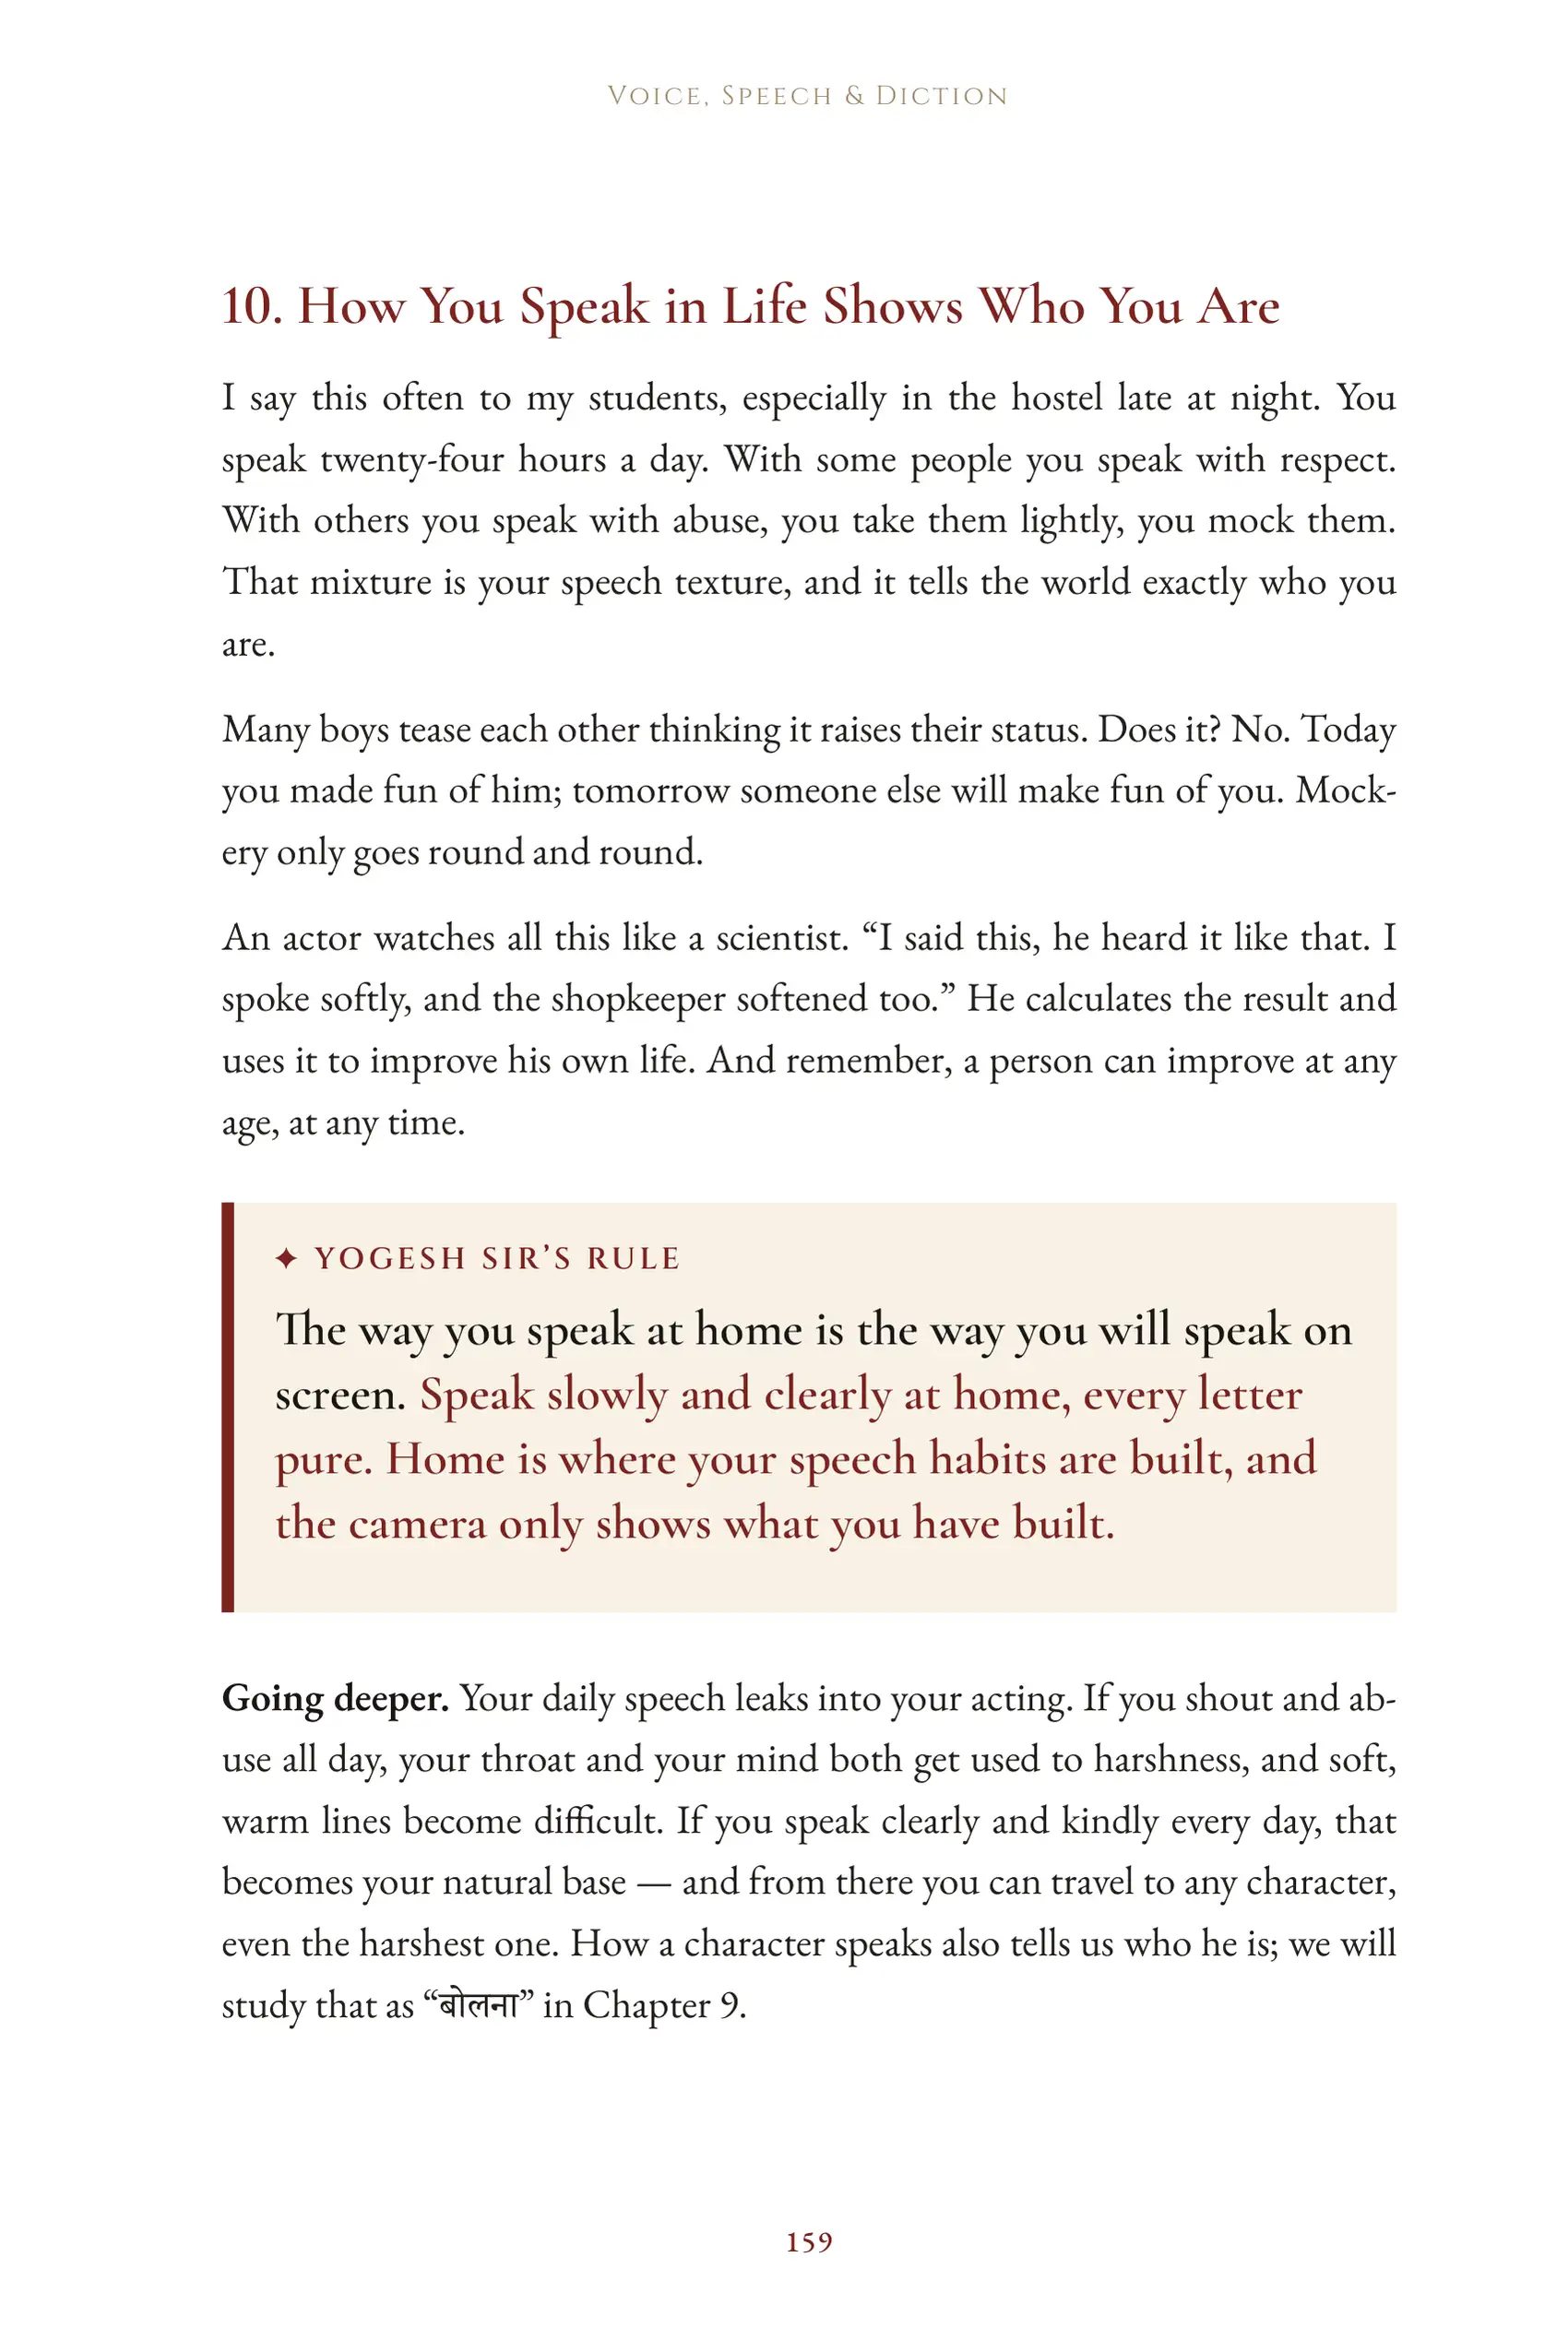 VOICE, SPEECH & DICTION
10. How You Speak in Life Shows Who You Are
I say this often to my students, especially in the hostel late at night. You
speak twenty-four hours a day. With some people you speak with respect.
With others you speak with abuse, you take them lightly, you mock them.
That mixture is your speech texture, and it tells the world exactly who you
are.
Many boys tease each other thinking it raises their status. Does it? No. Today
you made fun of him; tomorrow someone else will make fun of you. Mock-
ery only goes round and round.
An actor watches all this like a scientist. “I said this, he heard it like that. I
spoke softly, and the shopkeeper softened too.” He calculates the result and
uses it to improve his own life. And remember, a person can improve at any
age, at any time.
✦ YOGESH SIR’S RULE
The way you speak at home is the way you will speak on
screen. Speak slowly and clearly at home, every letter
pure. Home is where your speech habits are built, and
the camera only shows what you have built.
Going deeper. Your daily speech leaks into your acting. If you shout and ab-
use all day, your throat and your mind both get used to harshness, and soft,
warm lines become difficult. If you speak clearly and kindly every day, that
becomes your natural base — and from there you can travel to any character,
even the harshest one. How a character speaks also tells us who he is; we will
study that as “बोलना” in Chapter 9.
159